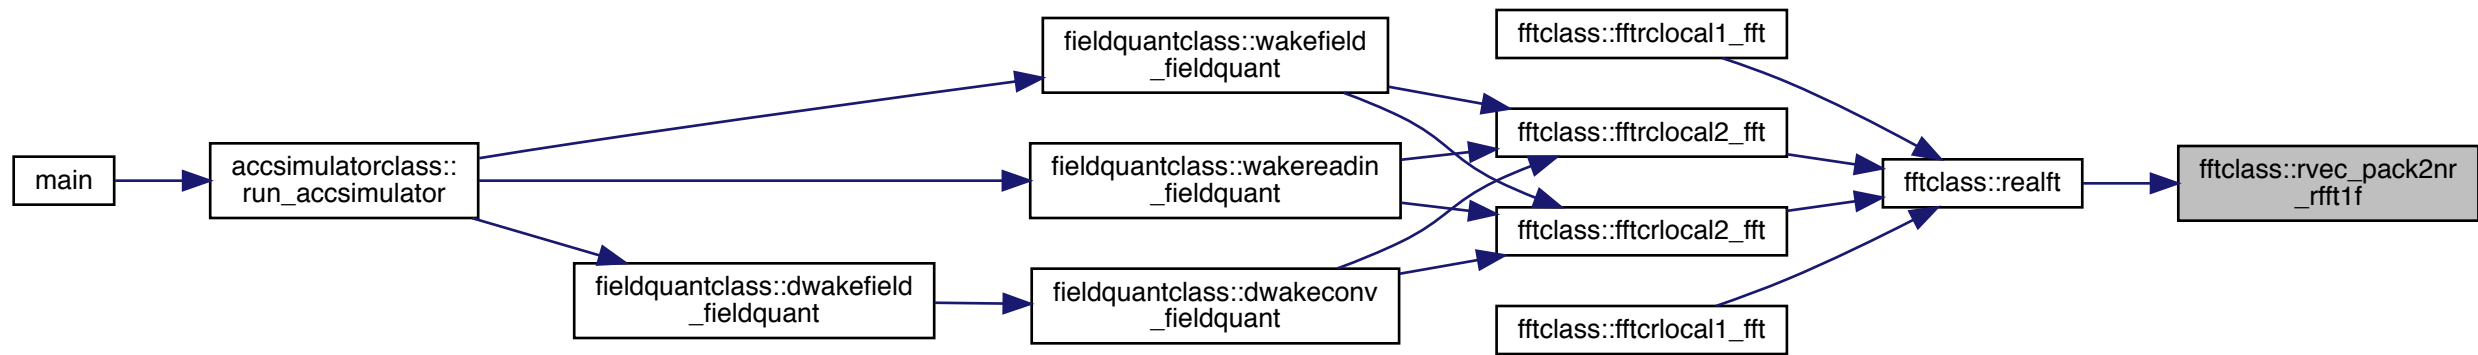 main
accsimulatorclass::
run_accsimulator
fieldquantclass::wakefield
_fieldquant
fieldquantclass::wakereadin
_fieldquant
fieldquantclass::dwakefield
_fieldquant
fieldquantclass::dwakeconv
_fieldquant
fftclass::fftrclocal1_fft
fftclass::fftrclocal2_fft
fftclass::fftcrlocal2_fft
fftclass::fftcrlocal1_fft
fftclass::realft
fftclass::rvec_pack2nr
_rfft1f